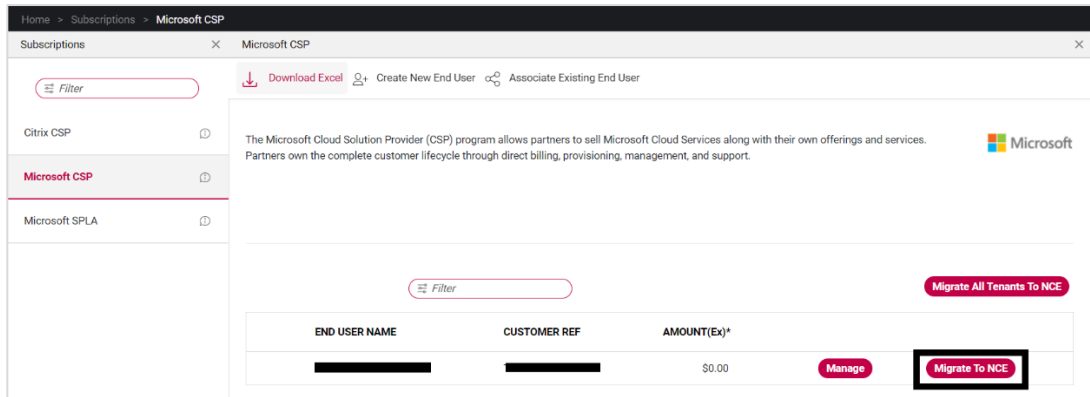 Home > Subscriptions > Microsoft CSP
Subscriptions
Microsoft CSP
Filter
Download Excel
Create New End User
Associate Existing End User
Citrix CSP
Microsoft CSP
Microsoft SPLA
The Microsoft Cloud Solution Provider (CSP) program allows partners to sell Microsoft Cloud Services along with their own offerings and services.
Partners own the complete customer lifecycle through direct billing, provisioning, management, and support.
Microsoft
Filter
Migrate All Tenants To NCE
END USER NAME CUSTOMER REF AMOUNT(Ex)*
$0.00 Manage Migrate To NCE